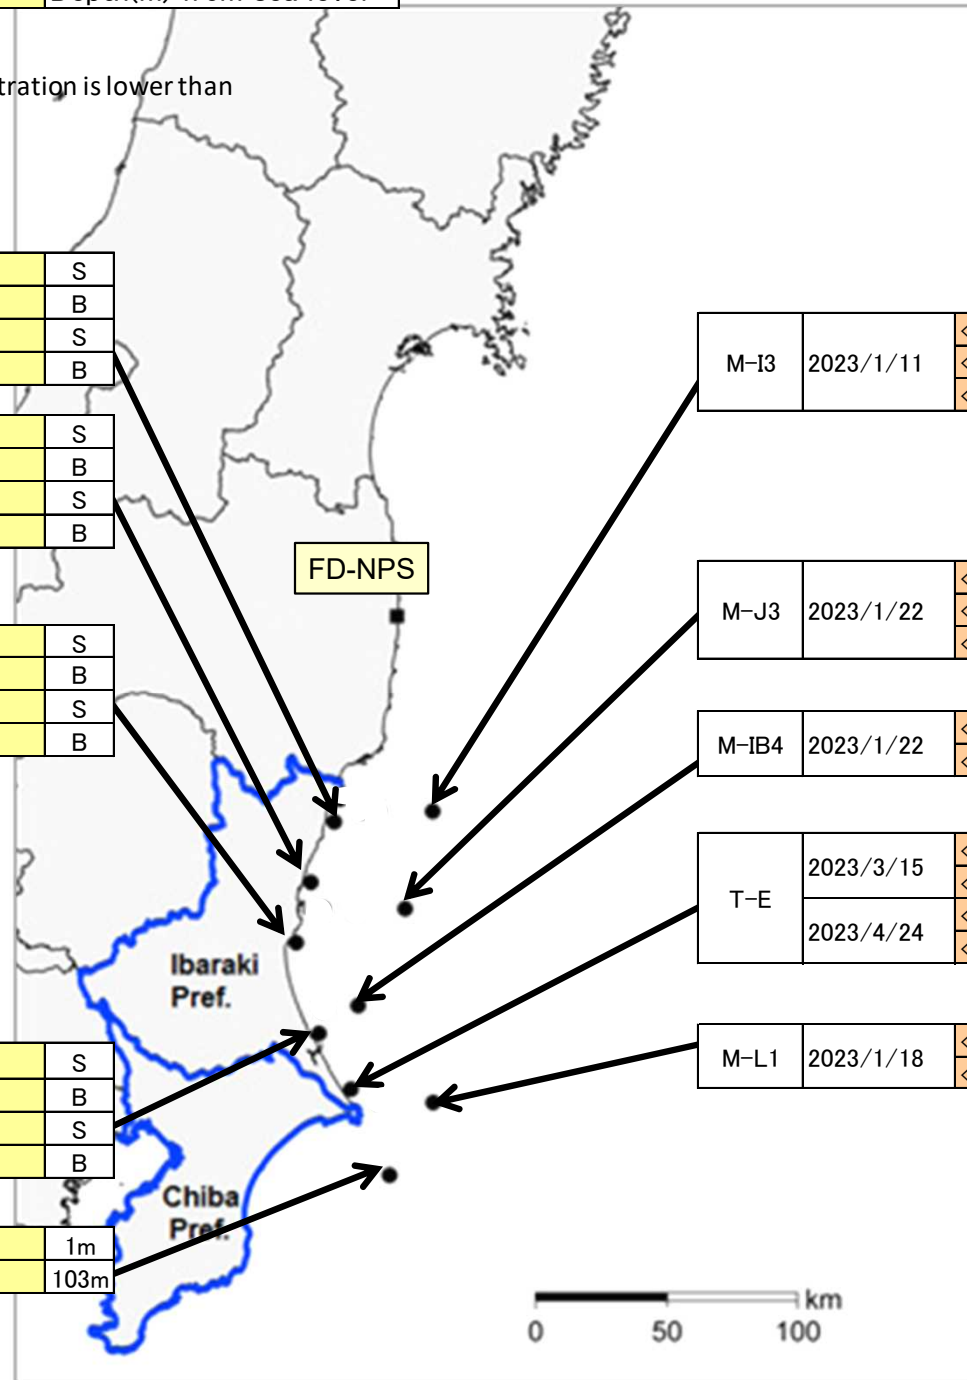 tration is lower than
S
B
S
B
S
B
S
B
S
B
S
B
S
B
S
B
1m
103m
FD-NPS
Ibaraki
Pref.
Chiba
Pref.
M-I3 2023/1/11 <
<
<
M-J3 2023/1/22 <
<
<
M-IB4 2023/1/22 <
<
T-E 2023/3/15 <
<
2023/4/24 <
<
M-L1 2023/1/18 <
<
km
0 50 100